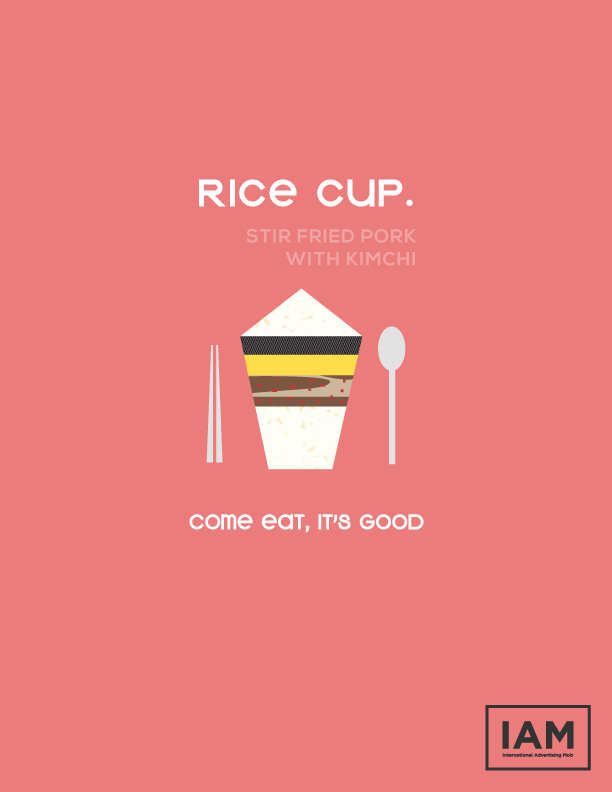 RICE CUP.
STIR FRIED PORK
WITH KIMCHI
COME EAT, IT'S GOOD
IAM
International Advertising Mob